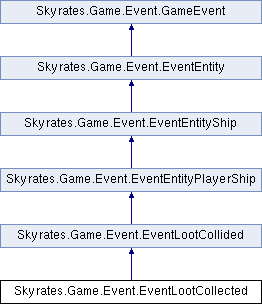 Skyrates.Game.Event.GameEvent
Skyrates.Game.Event.EventEntity
Skyrates.Game.Event.EventEntityShip
Skyrates.Game.Event.EventEntityPlayerShip
Skyrates.Game.Event.EventLootCollided
Skyrates.Game.Event.EventLootCollected